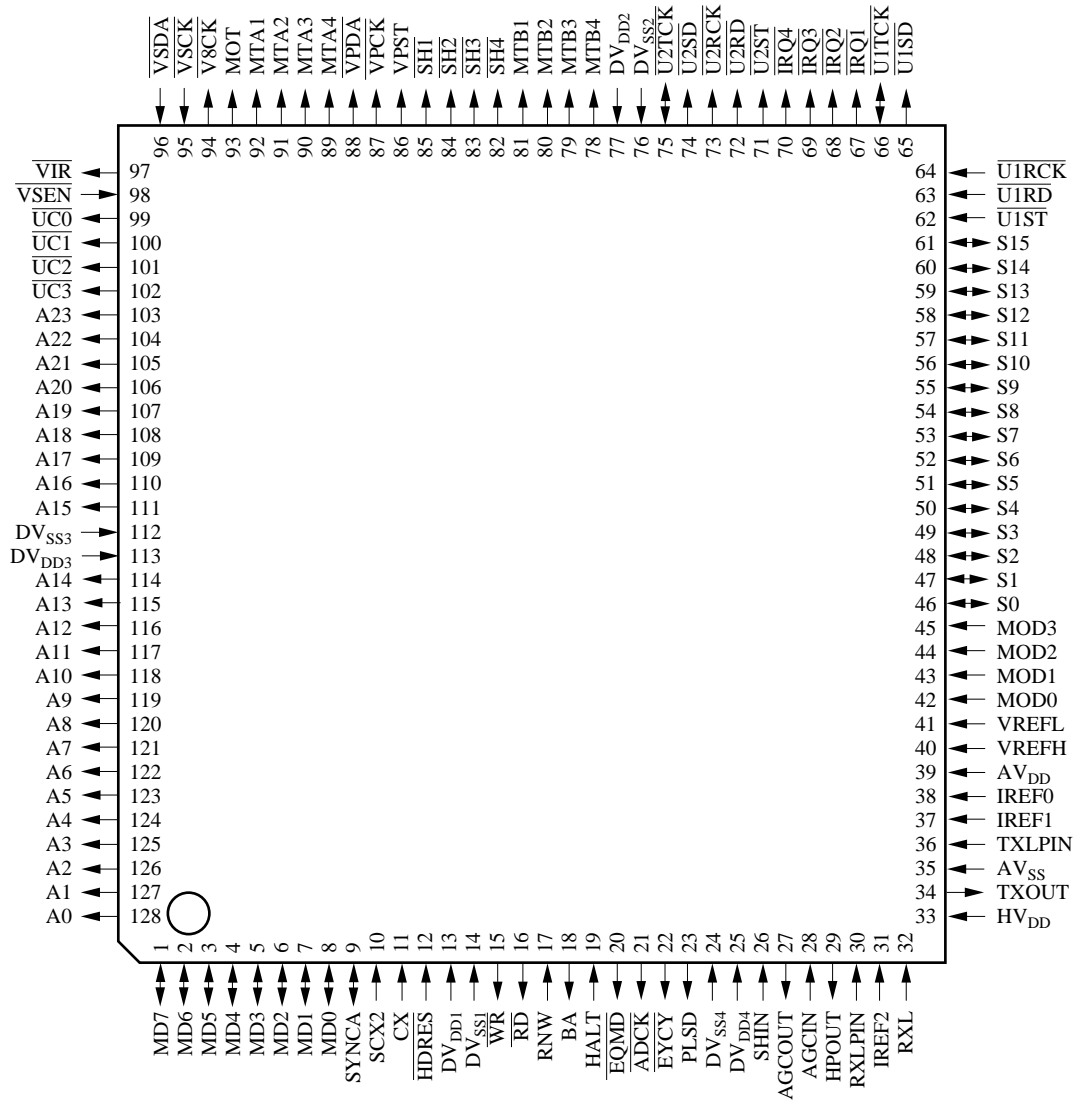 VSDA VSCK V8CK MOT MTA1 MTA2 MTA3 MTA4 VPDA VPCK VPST SH1 SH2 SH3 SH4 MTB1 MTB2 MTB3 MTB4 DVDD2 DVSS2 U2TCK U2SD U2RCK U2RD U2ST IRQ4 IRQ3 IRQ2 IRQ1 U1TCK U1SD
96 95 94 93 92 91 90 89 88 87 86 85 84 83 82 81 80 79 78 77 76 75 74 73 72 71 70 69 68 67 66 65
VIR 97 64 U1RCK
VSEN 98 63 U1RD
UC0 99 62 U1ST
UC1 100 61 S15
UC2 101 60 S14
UC3 102 59 S13
A23 103 58 S12
A22 104 57 S11
A21 105 56 S10
A20 106 55 S9
A19 107 54 S8
A18 108 53 S7
A17 109 52 S6
A16 110 51 S5
A15 111 50 S4
DVSS3 112 49 S3
DVDD3 113 48 S2
A14 114 47 S1
A13 115 46 S0
A12 116 45 MOD3
A11 117 44 MOD2
A10 118 43 MOD1
A9 119 42 MOD0
A8 120 41 VREFL
A7 121 40 VREFH
A6 122 39 AVDD
A5 123 38 IREF0
A4 124 37 IREF1
A3 125 36 TXLPIN
A2 126 35 AVSS
A1 127 34 TXOUT
A0 128 33 HVDD
1 2 3 4 5 6 7 8 9 10 11 12 13 14 15 16 17 18 19 20 21 22 23 24 25 26 27 28 29 30 31 32
MD7 MD6 MD5 MD4 MD3 MD2 MD1 MD0 SYNCA SCX2 CX HDRES DVDD1 DVSS1 WR RD RNW BA HALT EQMD ADCK EYCY PLSD DVSS4 DVDD4 SHIN AGCOUT AGCIN HPOUT RXLPIN IREF2 RXL